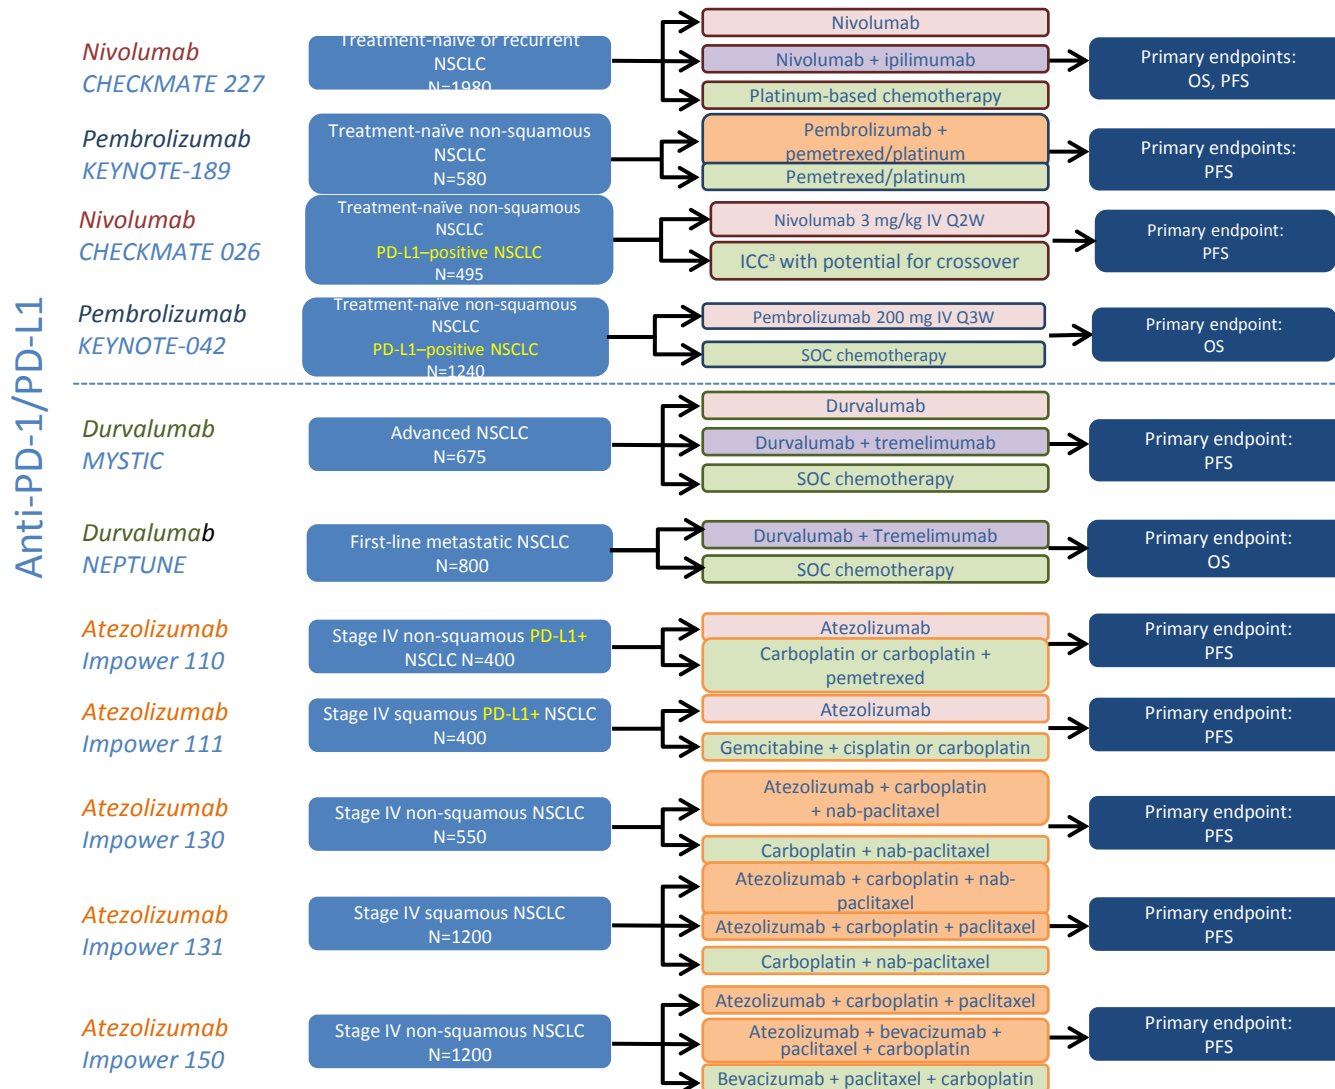 Anti-PD-1/PD-L1
Nivolumab
CHECKMATE 227
Treatment-naïve or recurrent
NSCLC
N=1980
Nivolumab
Nivolumab + ipilimumab
Platinum-based chemotherapy
Primary endpoints:
OS, PFS
Pembrolizumab
KEYNOTE-189
Treatment-naïve non-squamous
NSCLC
N=580
Pembrolizumab +
pemetrexed/platinum
Pemetrexed/platinum
Primary endpoints:
PFS
Nivolumab
CHECKMATE 026
Treatment-naïve non-squamous
NSCLC
PD-L1–positive NSCLC
N=495
Nivolumab 3 mg/kg IV Q2W
ICCᵃ with potential for crossover
Primary endpoint:
PFS
Pembrolizumab
KEYNOTE-042
Treatment-naïve non-squamous
NSCLC
PD-L1–positive NSCLC
N=1240
Pembrolizumab 200 mg IV Q3W
SOC chemotherapy
Primary endpoint:
OS
Durvalumab
MYSTIC
Advanced NSCLC
N=675
Durvalumab
Durvalumab + tremelimumab
SOC chemotherapy
Primary endpoint:
PFS
Durvalumab
NEPTUNE
First-line metastatic NSCLC
N=800
Durvalumab + Tremelimumab
SOC chemotherapy
Primary endpoint:
OS
Atezolizumab
Impower 110
Stage IV non-squamous PD-L1+
NSCLC N=400
Atezolizumab
Carboplatin or carboplatin +
pemetrexed
Primary endpoint:
PFS
Atezolizumab
Impower 111
Stage IV squamous PD-L1+ NSCLC
N=400
Atezolizumab
Gemcitabine + cisplatin or carboplatin
Primary endpoint:
PFS
Atezolizumab
Impower 130
Stage IV non-squamous NSCLC
N=550
Atezolizumab + carboplatin
+ nab-paclitaxel
Carboplatin + nab-paclitaxel
Primary endpoint:
PFS
Atezolizumab
Impower 131
Stage IV squamous NSCLC
N=1200
Atezolizumab + carboplatin + nab-
paclitaxel
Atezolizumab + carboplatin + paclitaxel
Carboplatin + nab-paclitaxel
Primary endpoint:
PFS
Atezolizumab
Impower 150
Stage IV non-squamous NSCLC
N=1200
Atezolizumab + carboplatin + paclitaxel
Atezolizumab + bevacizumab +
paclitaxel + carboplatin
Bevacizumab + paclitaxel + carboplatin
Primary endpoint:
PFS